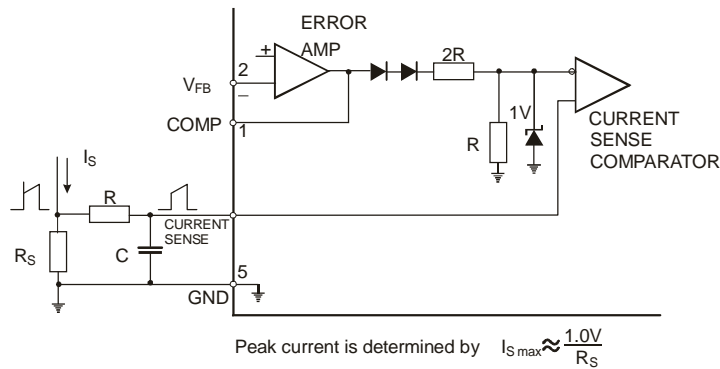 ERROR
AMP
+
2
V_FB
−
COMP
1
2R
1V
R
CURRENT
SENSE
COMPARATOR
I_S
R
CURRENT
SENSE
R_S
C
5
GND
Peak current is determined by I_S max ≈ 1.0V / R_S